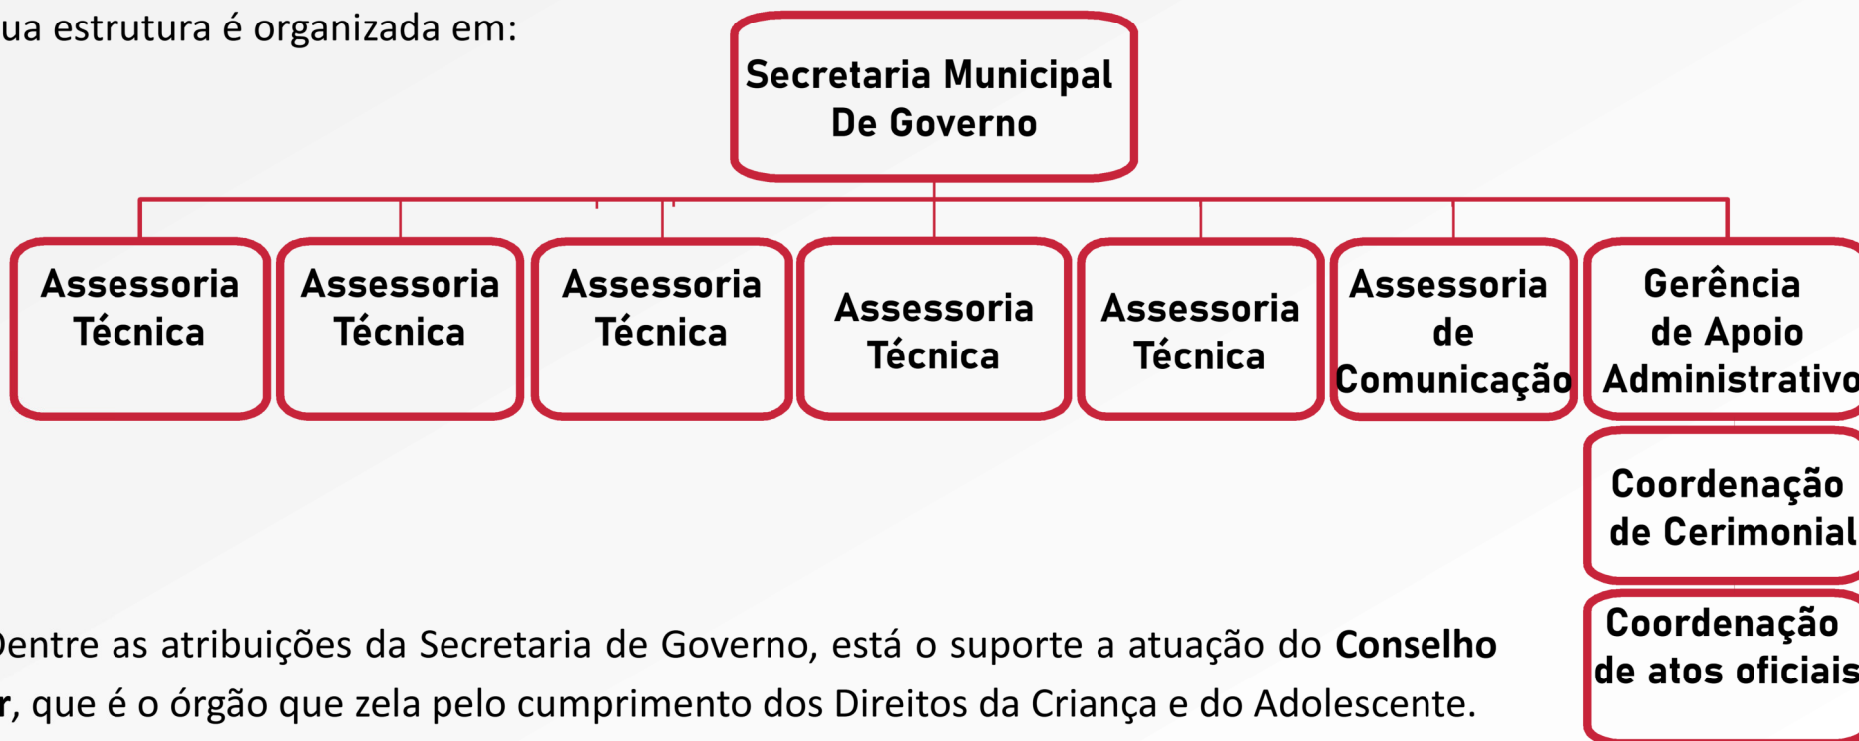 ua estrutura é organizada em:
Secretaria Municipal
De Governo
Assessoria
Técnica
Assessoria
Técnica
Assessoria
Técnica
Assessoria
Técnica
Assessoria
Técnica
Assessoria
de
Comunicação
Gerência
de Apoio
Administrativo
Coordenação
de Cerimonial
Coordenação
de atos oficiais
Dentre as atribuições da Secretaria de Governo, está o suporte a atuação do Conselho
r, que é o órgão que zela pelo cumprimento dos Direitos da Criança e do Adolescente.